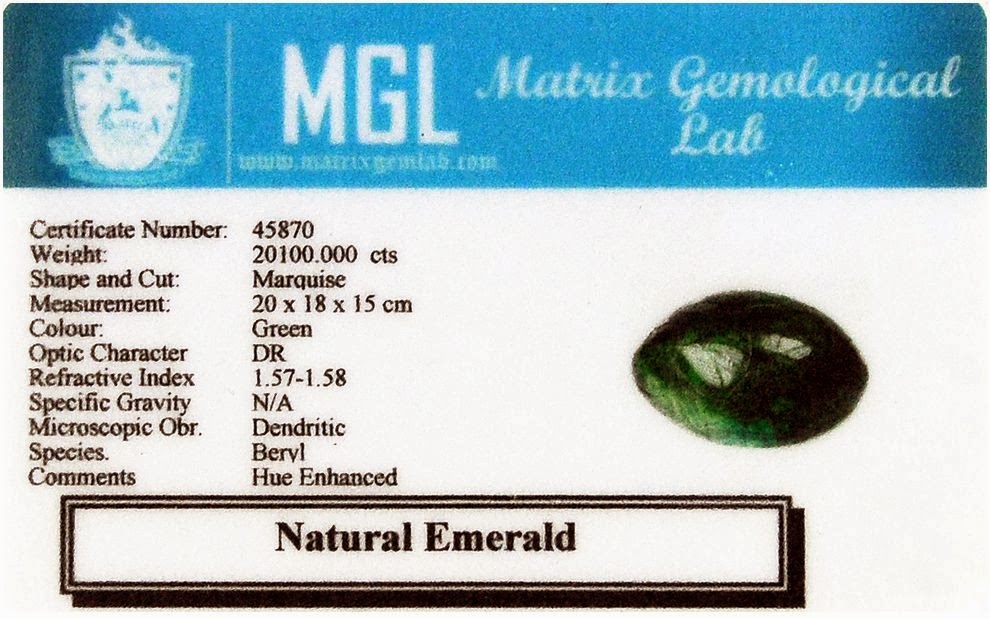 MGL
www.matrixgemlab.com
Matrix Gemological
Lab
Certificate Number: 45870
Weight: 20100.000 cts
Shape and Cut: Marquise
Measurement: 20 x 18 x 15 cm
Colour: Green
Optic Character DR
Refractive Index 1.57-1.58
Specific Gravity N/A
Microscopic Obr. Dendritic
Species. Beryl
Comments Hue Enhanced
Natural Emerald